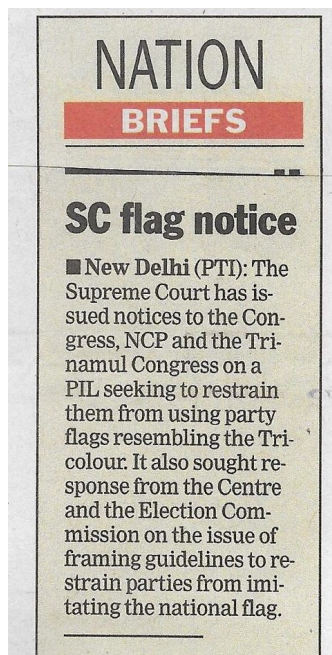 NATION
BRIEFS
SC flag notice
■ New Delhi (PTI): The
Supreme Court has is-
sued notices to the Con-
gress, NCP and the Tri-
namul Congress on a
PIL seeking to restrain
them from using party
flags resembling the Tri-
colour. It also sought re-
sponse from the Centre
and the Election Com-
mission on the issue of
framing guidelines to re-
strain parties from imi-
tating the national flag.